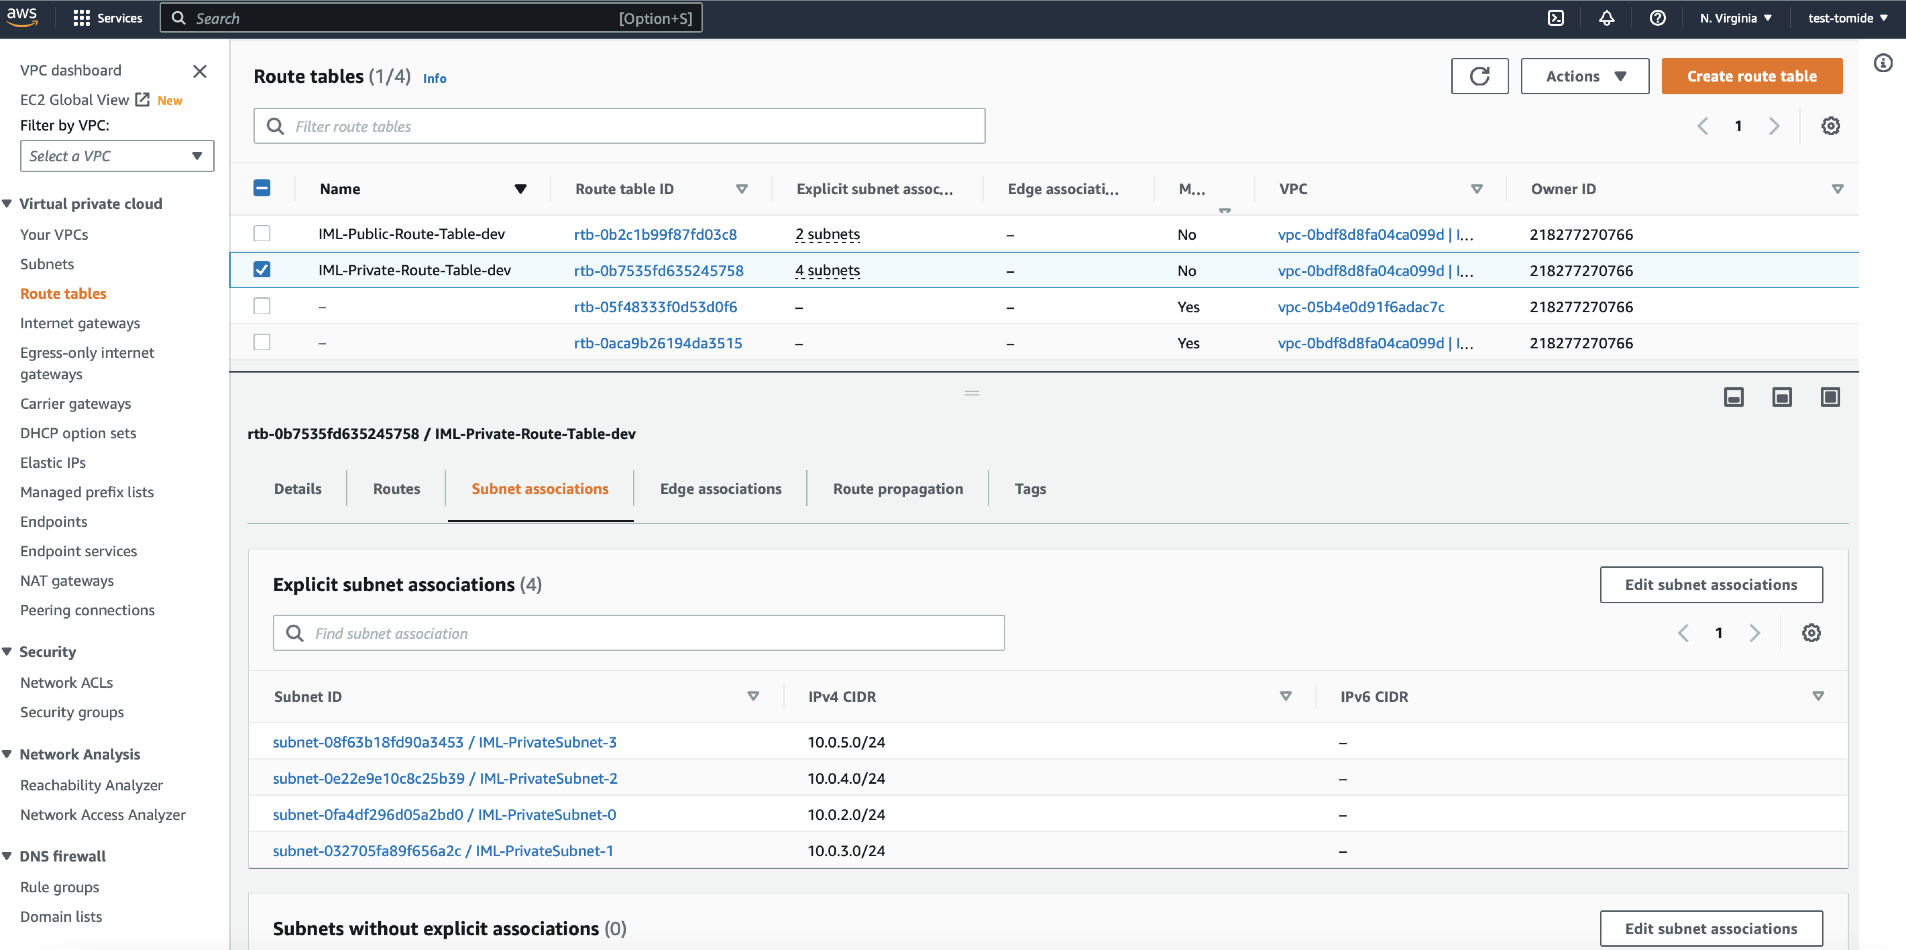 aws Services Search [Option+S] N. Virginia test-tomide
VPC dashboard
EC2 Global View New
Filter by VPC:
Select a VPC
Virtual private cloud
Your VPCs
Subnets
Route tables
Internet gateways
Egress-only internet
gateways
Carrier gateways
DHCP option sets
Elastic IPs
Managed prefix lists
Endpoints
Endpoint services
NAT gateways
Peering connections
Security
Network ACLs
Security groups
Network Analysis
Reachability Analyzer
Network Access Analyzer
DNS firewall
Rule groups
Domain lists
Route tables (1/4) Info
Actions Create route table
Filter route tables
1
Name Route table ID Explicit subnet assoc... Edge associati... M... VPC Owner ID
IML-Public-Route-Table-dev rtb-0b2c1b99f87fd03c8 2 subnets – No vpc-0bdf8d8fa04ca099d | I... 218277270766
IML-Private-Route-Table-dev rtb-0b7535fd635245758 4 subnets – No vpc-0bdf8d8fa04ca099d | I... 218277270766
– rtb-05f48333f0d53d0f6 – – Yes vpc-05b4e0d91f6adac7c 218277270766
– rtb-0aca9b26194da3515 – – Yes vpc-0bdf8d8fa04ca099d | I... 218277270766
rtb-0b7535fd635245758 / IML-Private-Route-Table-dev
Details Routes Subnet associations Edge associations Route propagation Tags
Explicit subnet associations (4) Edit subnet associations
Find subnet association
1
Subnet ID IPv4 CIDR IPv6 CIDR
subnet-08f63b18fd90a3453 / IML-PrivateSubnet-3 10.0.5.0/24 –
subnet-0e22e9e10c8c25b39 / IML-PrivateSubnet-2 10.0.4.0/24 –
subnet-0fa4df296d05a2bd0 / IML-PrivateSubnet-0 10.0.2.0/24 –
subnet-032705fa89f656a2c / IML-PrivateSubnet-1 10.0.3.0/24 –
Subnets without explicit associations (0) Edit subnet associations